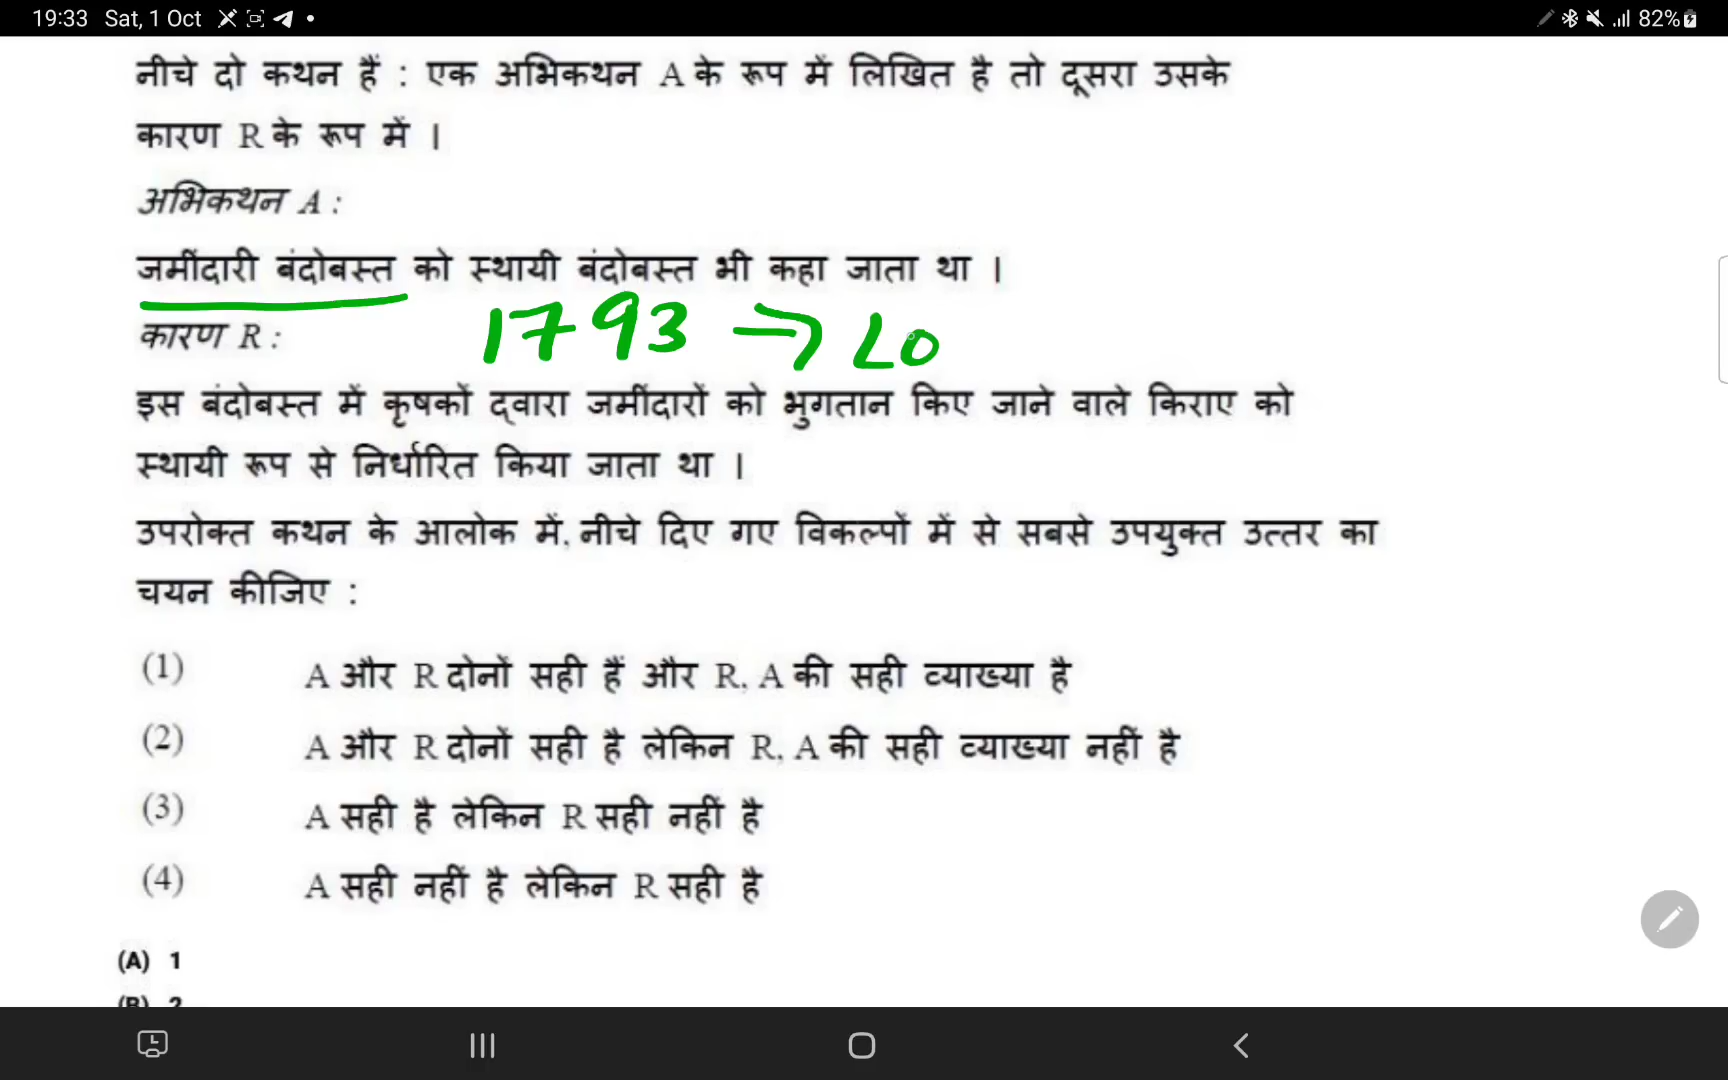 19:33 Sat, 1 Oct 82%
नीचे दो कथन हैं : एक अभिकथन A के रूप में लिखित है तो दूसरा उसके
कारण R के रूप में ।
अभिकथन A :
जमींदारी बंदोबस्त को स्थायी बंदोबस्त भी कहा जाता था ।
1793 → Lo
कारण R :
इस बंदोबस्त में कृषकों द्वारा जमींदारों को भुगतान किए जाने वाले किराए को
स्थायी रूप से निर्धारित किया जाता था ।
उपरोक्त कथन के आलोक में, नीचे दिए गए विकल्पों में से सबसे उपयुक्त उत्तर का
चयन कीजिए :
(1) A और R दोनों सही हैं और R, A की सही व्याख्या है
(2) A और R दोनों सही है लेकिन R, A की सही व्याख्या नहीं है
(3) A सही है लेकिन R सही नहीं है
(4) A सही नहीं है लेकिन R सही है
(A) 1
(B) 2